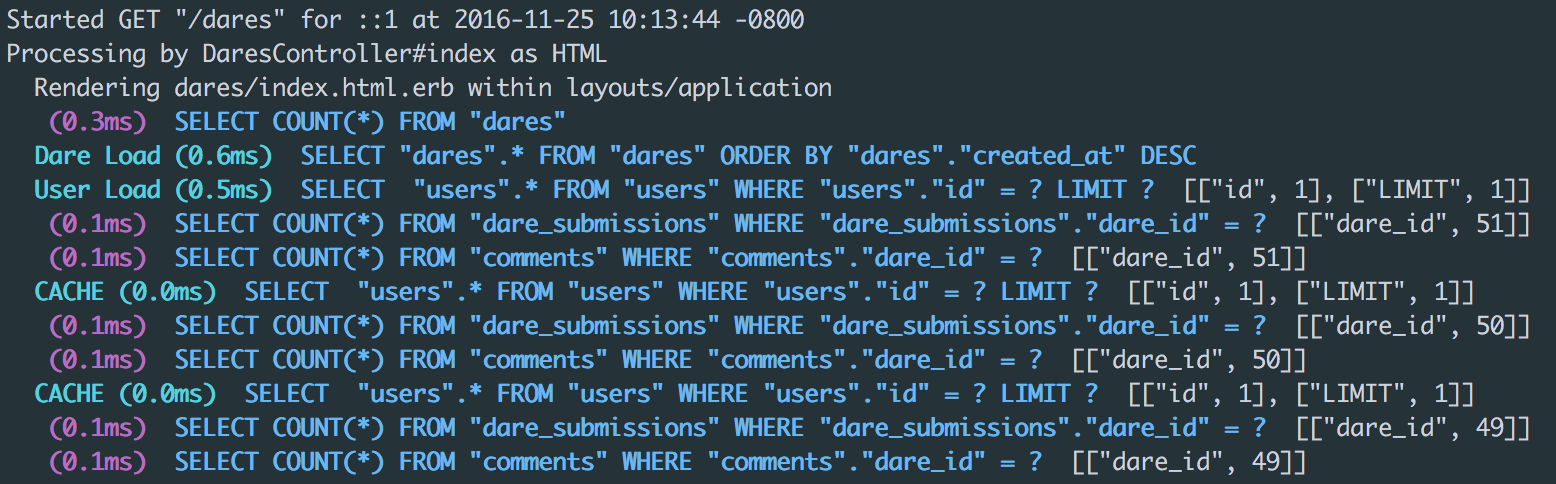 Started GET "/dares" for ::1 at 2016-11-25 10:13:44 -0800
Processing by DaresController#index as HTML
  Rendering dares/index.html.erb within layouts/application
   (0.3ms)  SELECT COUNT(*) FROM "dares"
  Dare Load (0.6ms)  SELECT "dares".* FROM "dares" ORDER BY "dares"."created_at" DESC
  User Load (0.5ms)  SELECT  "users".* FROM "users" WHERE "users"."id" = ? LIMIT ?  [["id", 1], ["LIMIT", 1]]
   (0.1ms)  SELECT COUNT(*) FROM "dare_submissions" WHERE "dare_submissions"."dare_id" = ?  [["dare_id", 51]]
   (0.1ms)  SELECT COUNT(*) FROM "comments" WHERE "comments"."dare_id" = ?  [["dare_id", 51]]
  CACHE (0.0ms)  SELECT  "users".* FROM "users" WHERE "users"."id" = ? LIMIT ?  [["id", 1], ["LIMIT", 1]]
   (0.1ms)  SELECT COUNT(*) FROM "dare_submissions" WHERE "dare_submissions"."dare_id" = ?  [["dare_id", 50]]
   (0.1ms)  SELECT COUNT(*) FROM "comments" WHERE "comments"."dare_id" = ?  [["dare_id", 50]]
  CACHE (0.0ms)  SELECT  "users".* FROM "users" WHERE "users"."id" = ? LIMIT ?  [["id", 1], ["LIMIT", 1]]
   (0.1ms)  SELECT COUNT(*) FROM "dare_submissions" WHERE "dare_submissions"."dare_id" = ?  [["dare_id", 49]]
   (0.1ms)  SELECT COUNT(*) FROM "comments" WHERE "comments"."dare_id" = ?  [["dare_id", 49]]